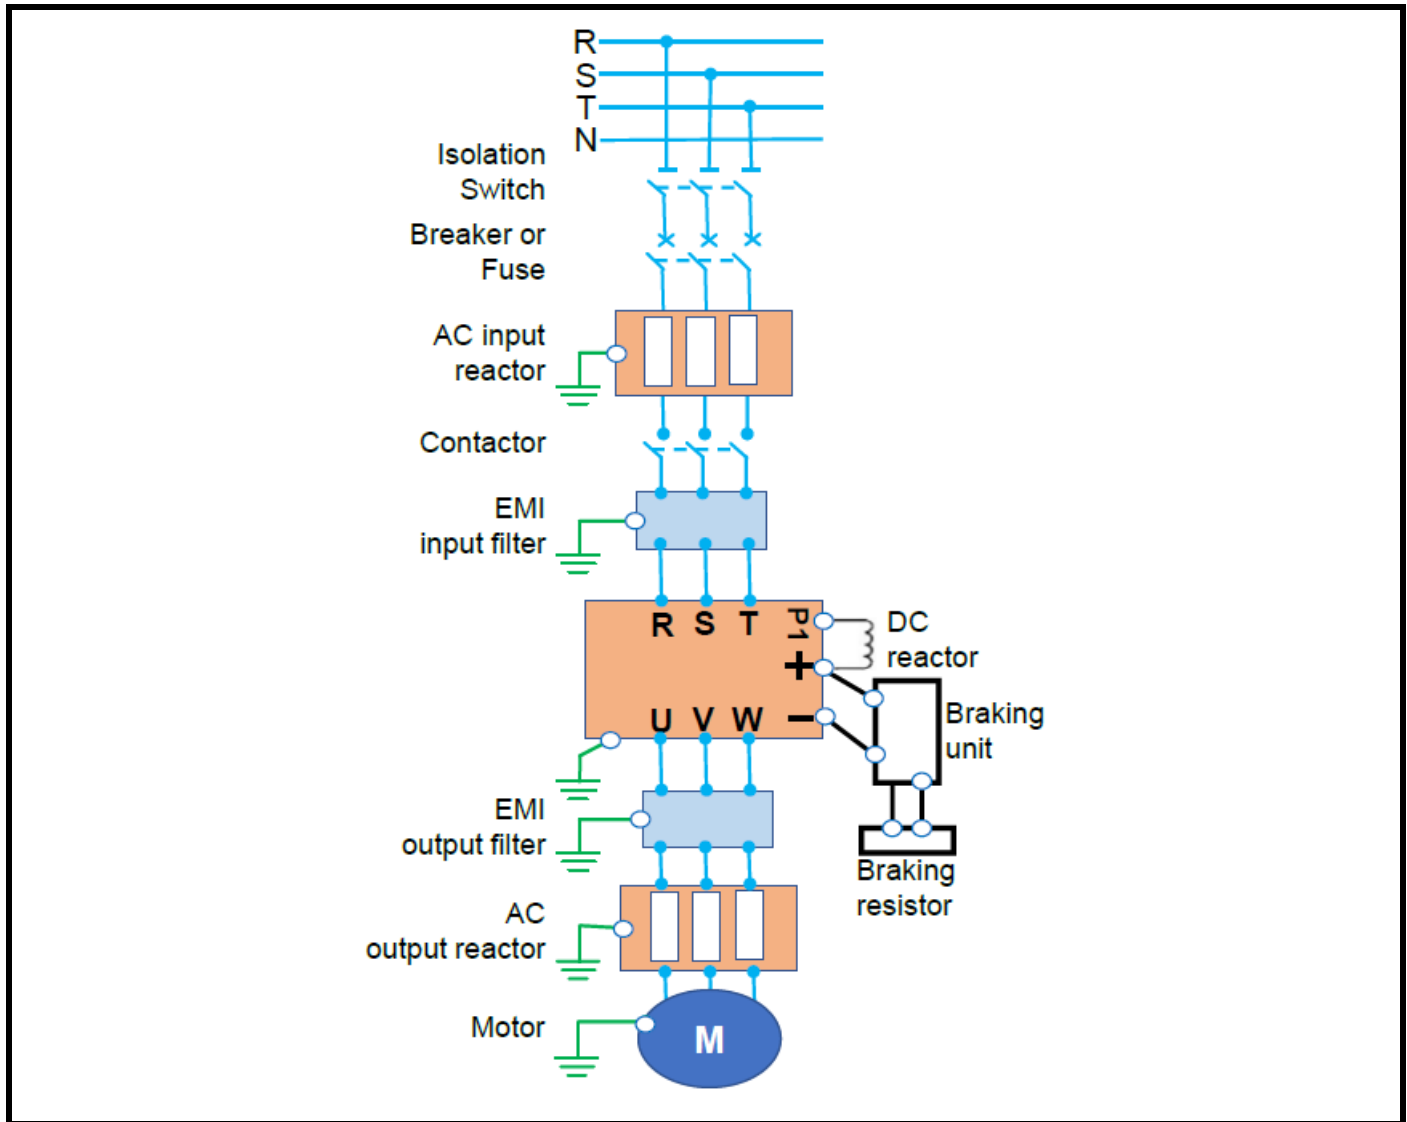 R
S
T
N
Isolation
Switch
Breaker or
Fuse
AC input
reactor
Contactor
EMI
input filter
R S T P1
+
U V W −
DC
reactor
Braking
unit
Braking
resistor
EMI
output filter
AC
output reactor
Motor
M